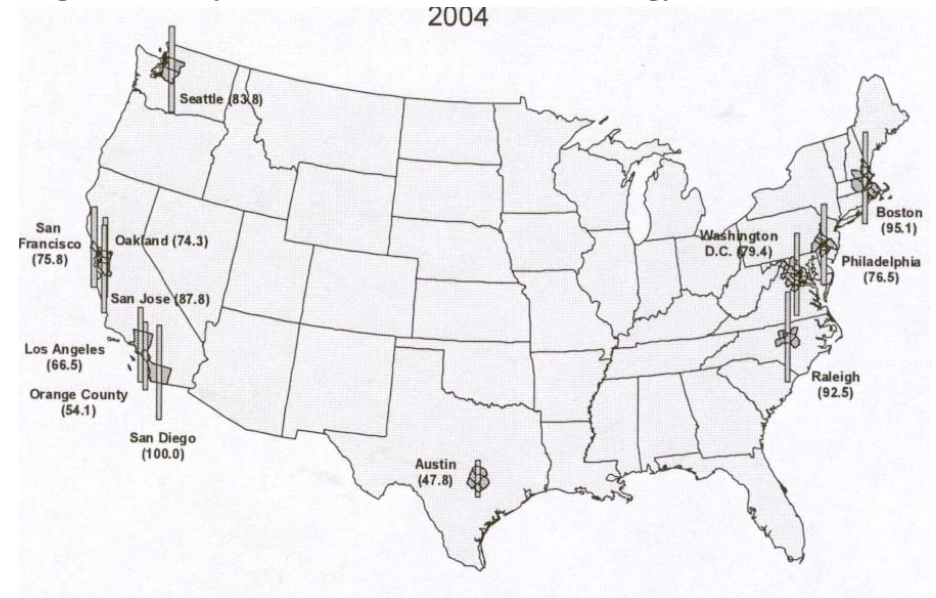 2004
Seattle (83.8)
San
Francisco
(75.8)
Oakland (74.3)
San Jose (87.8)
Los Angeles
(66.5)
Orange County
(54.1)
San Diego
(100.0)
Austin
(47.8)
Washington
D.C. (79.4)
Boston
(95.1)
Philadelphia
(76.5)
Raleigh
(92.5)